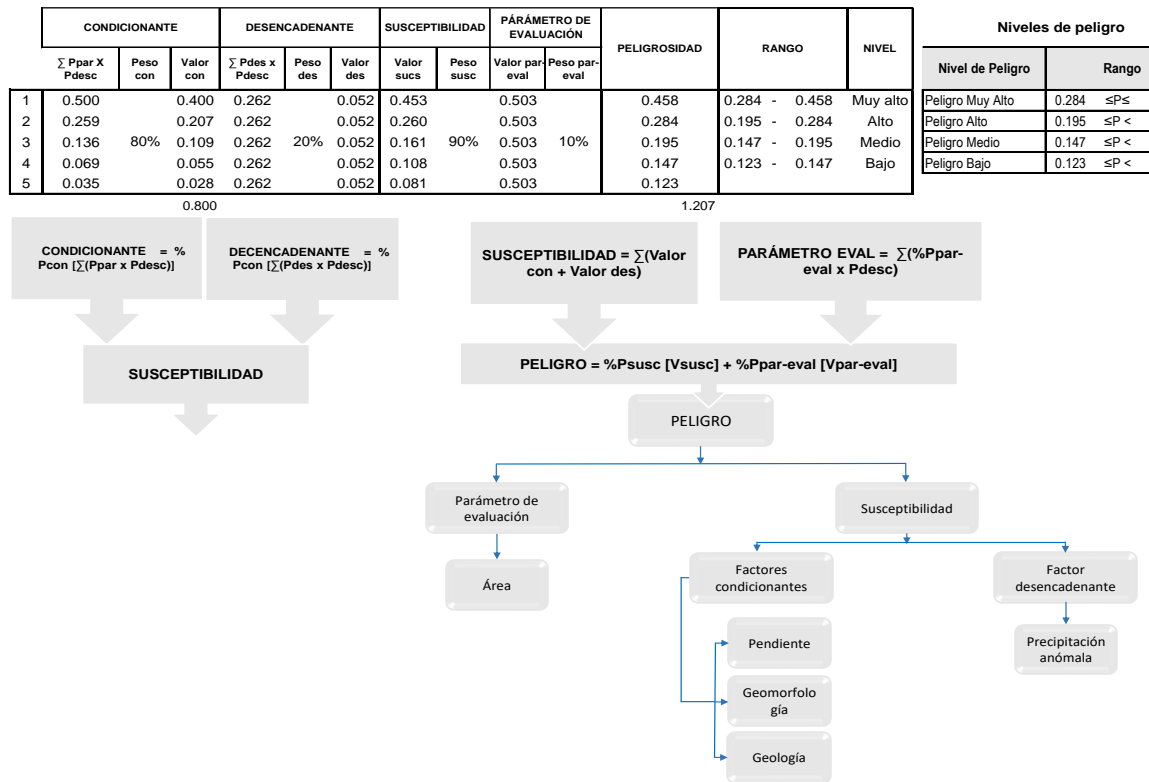 CONDICIONANTE DESENCADENANTE SUSCEPTIBILIDAD PÁRÁMETRO DE EVALUACIÓN PELIGROSIDAD RANGO NIVEL
∑ Ppar X Pdesc Peso con Valor con ∑ Pdes x Pdesc Peso des Valor des Valor sucs Peso susc Valor par-eval Peso par-eval
1 0.500 0.400 0.262 0.052 0.453 0.503 0.458 0.284 - 0.458 Muy alto
2 0.259 0.207 0.262 0.052 0.260 0.503 0.284 0.195 - 0.284 Alto
3 0.136 80% 0.109 0.262 20% 0.052 0.161 90% 0.503 10% 0.195 0.147 - 0.195 Medio
4 0.069 0.055 0.262 0.052 0.108 0.503 0.147 0.123 - 0.147 Bajo
5 0.035 0.028 0.262 0.052 0.081 0.503 0.123
0.800 1.207
Niveles de peligro
Nivel de Peligro Rango
Peligro Muy Alto 0.284 ≤P≤
Peligro Alto 0.195 ≤P <
Peligro Medio 0.147 ≤P <
Peligro Bajo 0.123 ≤P <
CONDICIONANTE = %
Pcon [∑(Ppar x Pdesc)]
DECENCADENANTE = %
Pcon [∑(Pdes x Pdesc)]
SUSCEPTIBILIDAD
SUSCEPTIBILIDAD = ∑(Valor
con + Valor des)
PARÁMETRO EVAL = ∑(%Ppar-
eval x Pdesc)
PELIGRO = %Psusc [Vsusc] + %Ppar-eval [Vpar-eval]
PELIGRO
Parámetro de
evaluación
Susceptibilidad
Área
Factores
condicionantes
Factor
desencadenante
Pendiente
Precipitación
anómala
Geomorfolo
gía
Geología